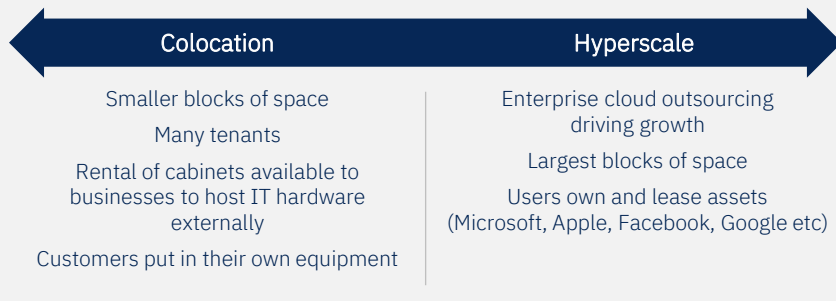 Colocation
Smaller blocks of space
Many tenants
Rental of cabinets available to
businesses to host IT hardware
externally
Customers put in their own equipment
Hyperscale
Enterprise cloud outsourcing
driving growth
Largest blocks of space
Users own and lease assets
(Microsoft, Apple, Facebook, Google etc)